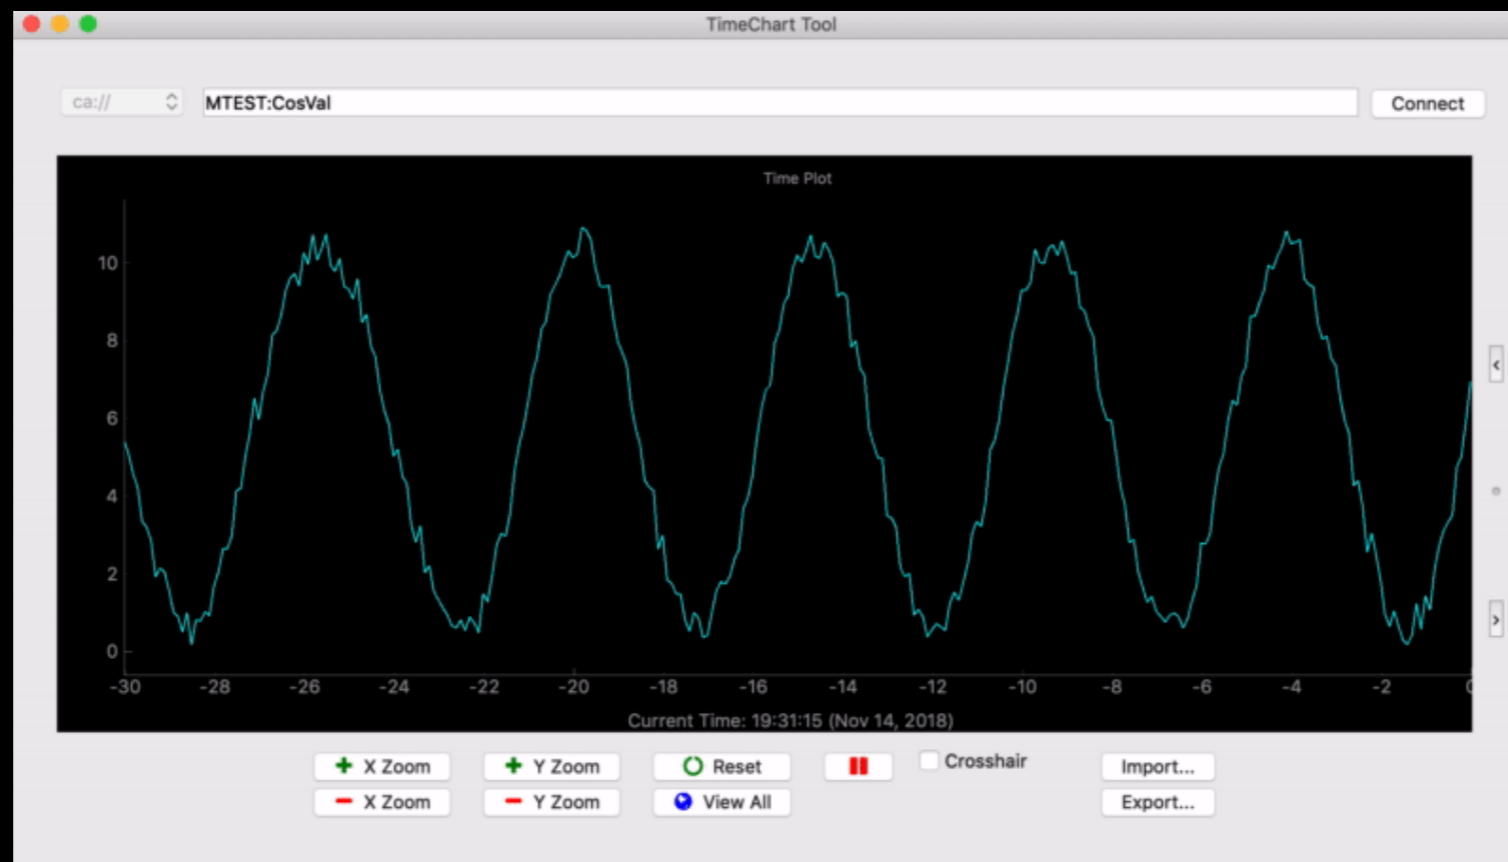 TimeChart Tool
ca:// MTEST:CosVal Connect
Time Plot
10
8
6
4
2
0
-30 -28 -26 -24 -22 -20 -18 -16 -14 -12 -10 -8 -6 -4 -2 0
Current Time: 19:31:15 (Nov 14, 2018)
X Zoom Y Zoom Reset Crosshair Import...
X Zoom Y Zoom View All Export...